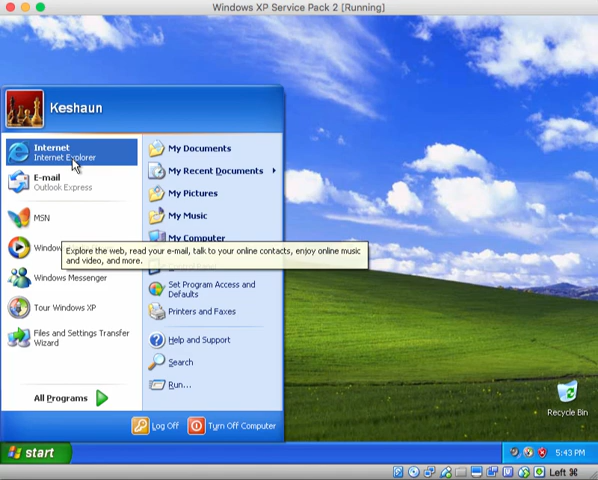 Windows XP Service Pack 2 [Running]
Keshaun
Internet
Internet Explorer
E-mail
Outlook Express
MSN
Window
Windows Messenger
Tour Windows XP
Files and Settings Transfer
Wizard
All Programs
My Documents
My Recent Documents
My Pictures
My Music
My Computer
Explore the web, read your e-mail, talk to your online contacts, enjoy online music
and video, and more.
Set Program Access and
Defaults
Printers and Faxes
Help and Support
Search
Run...
Log Off
Turn Off Computer
Recycle Bin
start
5:43 PM
Left ⌘